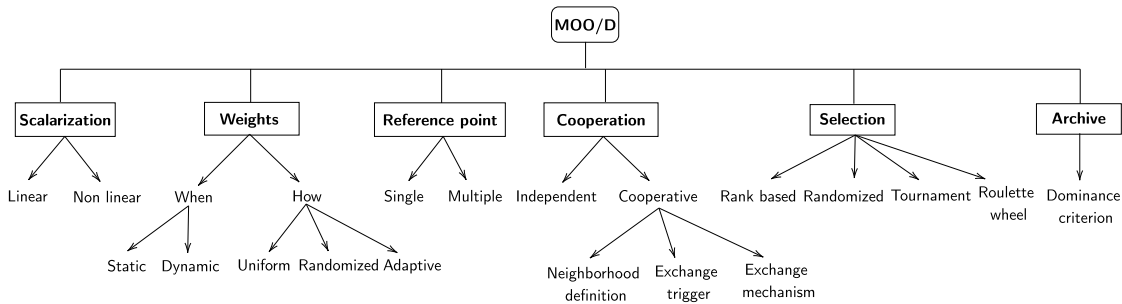 MOO/D
Scalarization
Weights
Reference point
Cooperation
Selection
Archive
Linear
Non linear
When
How
Single
Multiple
Independent
Cooperative
Rank based
Randomized
Tournament
Roulette
wheel
Dominance
criterion
Static
Dynamic
Uniform
Randomized
Adaptive
Neighborhood
definition
Exchange
trigger
Exchange
mechanism